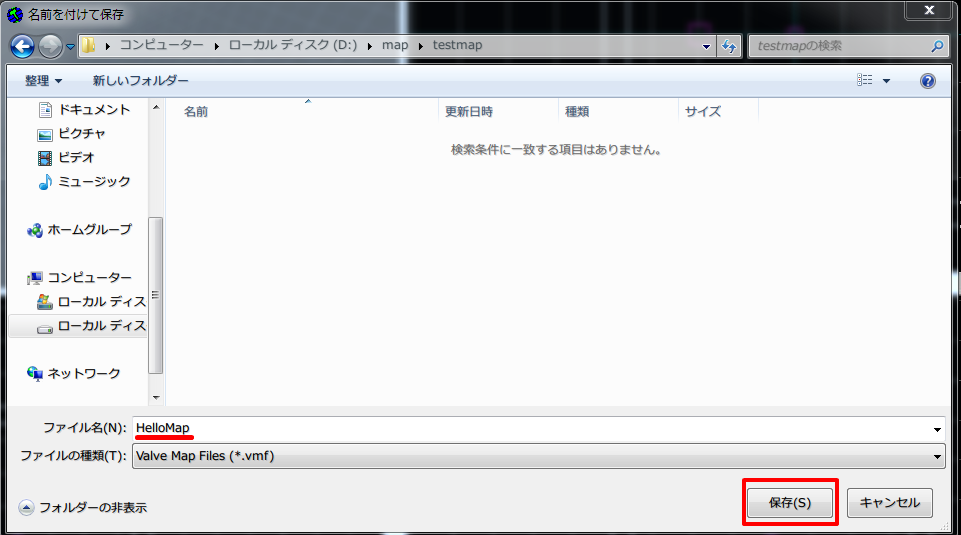 名前を付けて保存
コンピューター ローカル ディスク (D:) map testmap testmapの検索
整理 新しいフォルダー
名前 更新日時 種類 サイズ
検索条件に一致する項目はありません。
ドキュメント
ピクチャ
ビデオ
ミュージック
ホームグループ
コンピューター
ローカル ディス
ローカル ディス
ネットワーク
ファイル名(N): HelloMap
ファイルの種類(T): Valve Map Files (*.vmf)
フォルダーの非表示 保存(S) キャンセル